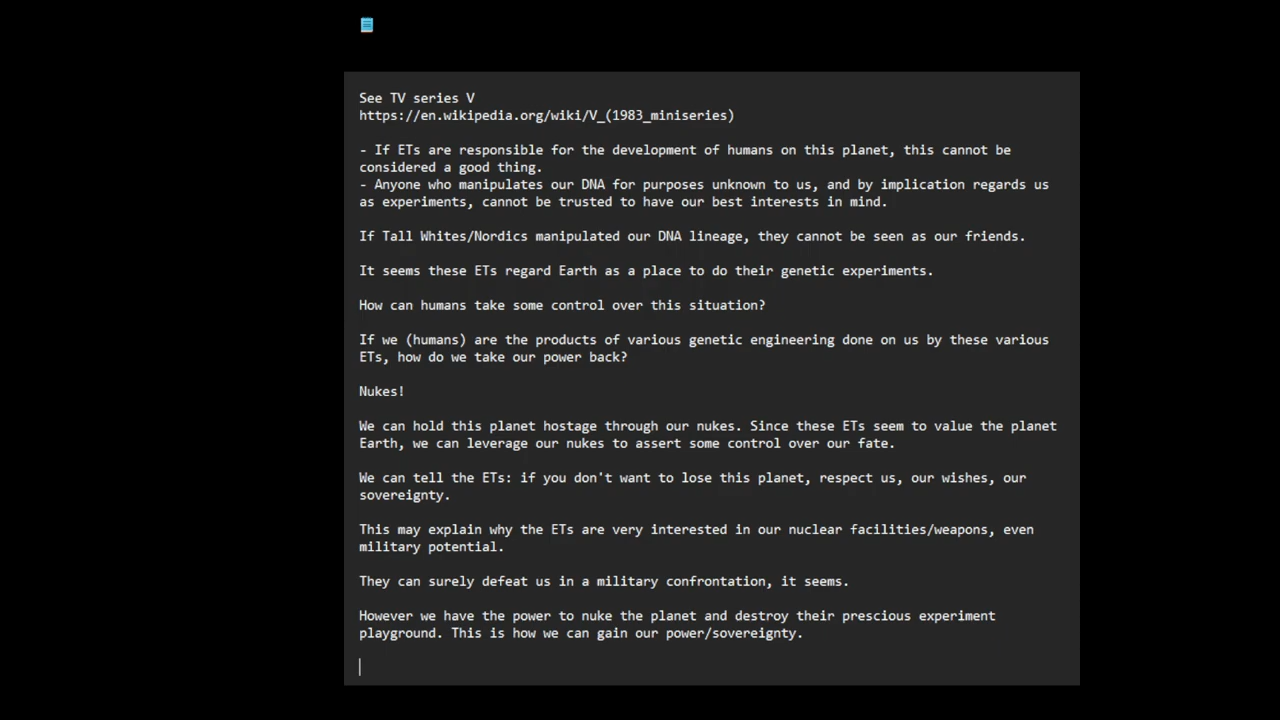 See TV series V
https://en.wikipedia.org/wiki/V_(1983_miniseries)
- If ETs are responsible for the development of humans on this planet, this cannot be
considered a good thing.
- Anyone who manipulates our DNA for purposes unknown to us, and by implication regards us
as experiments, cannot be trusted to have our best interests in mind.
If Tall Whites/Nordics manipulated our DNA lineage, they cannot be seen as our friends.
It seems these ETs regard Earth as a place to do their genetic experiments.
How can humans take some control over this situation?
If we (humans) are the products of various genetic engineering done on us by these various
ETs, how do we take our power back?
Nukes!
We can hold this planet hostage through our nukes. Since these ETs seem to value the planet
Earth, we can leverage our nukes to assert some control over our fate.
We can tell the ETs: if you don't want to lose this planet, respect us, our wishes, our
sovereignty.
This may explain why the ETs are very interested in our nuclear facilities/weapons, even
military potential.
They can surely defeat us in a military confrontation, it seems.
However we have the power to nuke the planet and destroy their prescious experiment
playground. This is how we can gain our power/sovereignty.